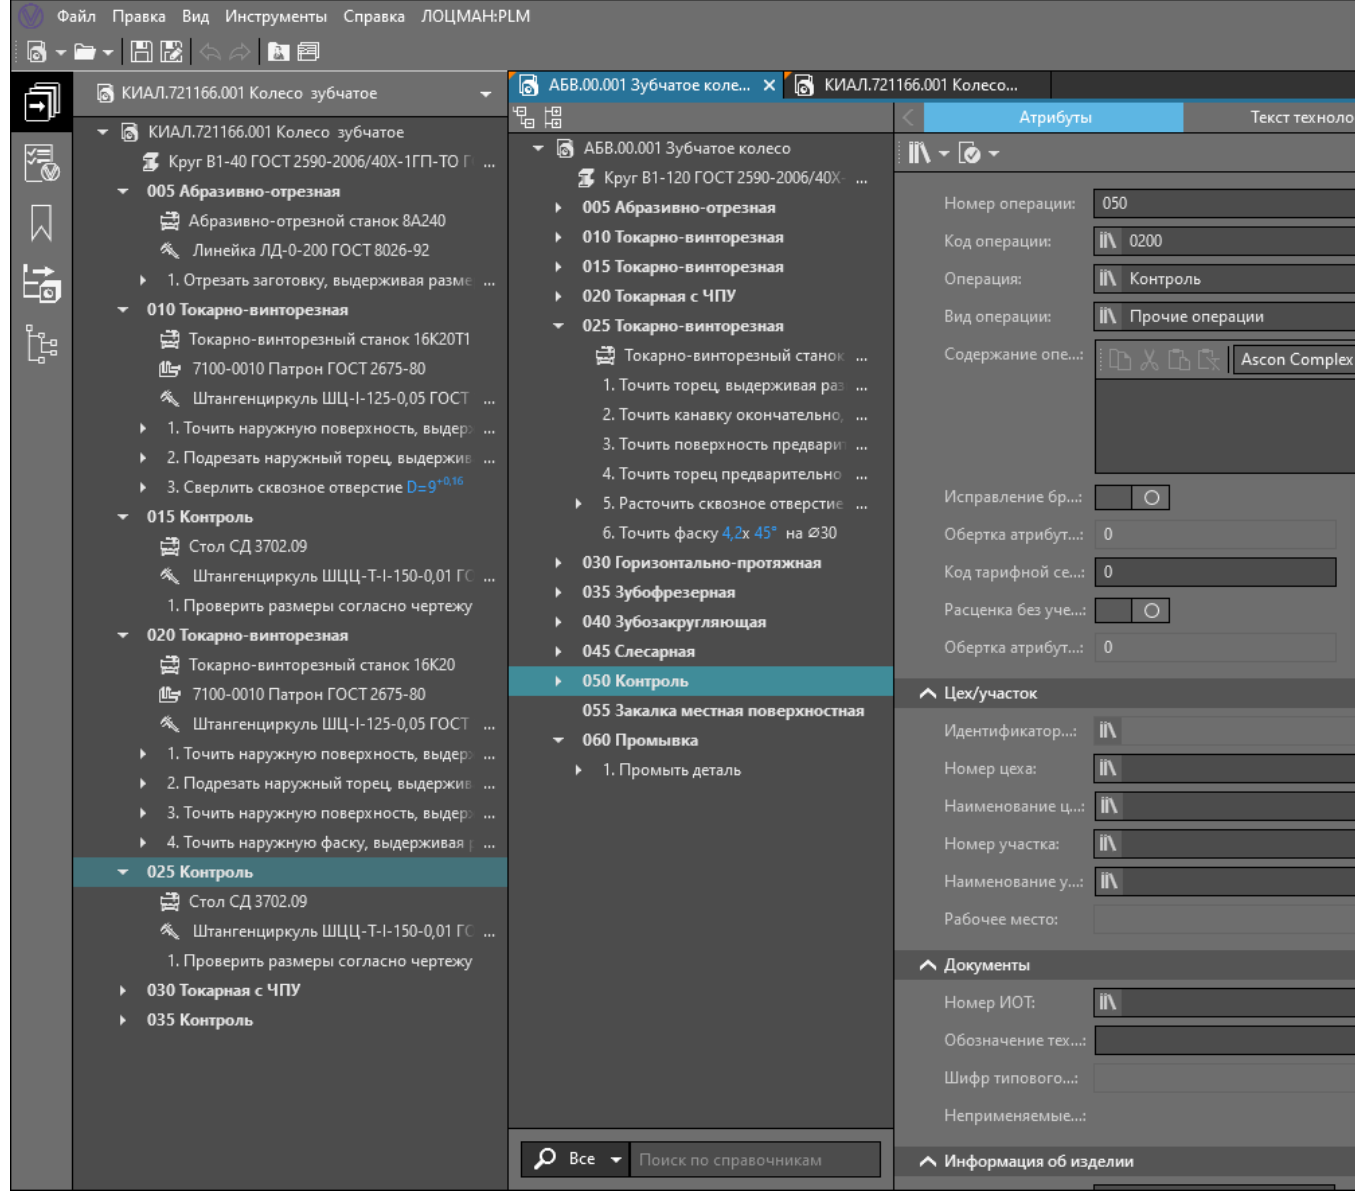 Файл Правка Вид Инструменты Справка ЛОЦМАН:PLM
КИАЛ.721166.001 Колесо зубчатое
КИАЛ.721166.001 Колесо зубчатое
Круг В1-40 ГОСТ 2590-2006/40Х-1ГП-ТО Г ...
005 Абразивно-отрезная
Абразивно-отрезной станок 8А240
Линейка ЛД-0-200 ГОСТ 8026-92
1. Отрезать заготовку, выдерживая разме ...
010 Токарно-винторезная
Токарно-винторезный станок 16К20Т1
7100-0010 Патрон ГОСТ 2675-80
Штангенциркуль ШЦ-I-125-0,05 ГОСТ ...
1. Точить наружную поверхность, выдер ...
2. Подрезать наружный торец, выдержив ...
3. Сверлить сквозное отверстие D=9+0,16
015 Контроль
Стол СД 3702.09
Штангенциркуль ШЦЦ-Т-I-150-0,01 ГС ...
1. Проверить размеры согласно чертежу
020 Токарно-винторезная
Токарно-винторезный станок 16К20
7100-0010 Патрон ГОСТ 2675-80
Штангенциркуль ШЦ-I-125-0,05 ГОСТ ...
1. Точить наружную поверхность, выдер ...
2. Подрезать наружный торец, выдержив ...
3. Точить наружную поверхность, выдер ...
4. Точить наружную фаску, выдерживая р ...
025 Контроль
Стол СД 3702.09
Штангенциркуль ШЦЦ-Т-I-150-0,01 ГС ...
1. Проверить размеры согласно чертежу
030 Токарная с ЧПУ
035 Контроль
АБВ.00.001 Зубчатое коле... КИАЛ.721166.001 Колесо...
АБВ.00.001 Зубчатое колесо
Круг В1-120 ГОСТ 2590-2006/40Х- ...
005 Абразивно-отрезная
010 Токарно-винторезная
015 Токарно-винторезная
020 Токарная с ЧПУ
025 Токарно-винторезная
Токарно-винторезный станок ...
1. Точить торец, выдерживая раз ...
2. Точить канавку окончательно, ...
3. Точить поверхность предварит ...
4. Точить торец предварительно ...
5. Расточить сквозное отверстие ...
6. Точить фаску 4,2x 45° на ∅30
030 Горизонтально-протяжная
035 Зубофрезерная
040 Зубозакругляющая
045 Слесарная
050 Контроль
055 Закалка местная поверхностная
060 Промывка
1. Промыть деталь
Все Поиск по справочникам
Атрибуты Текст техноло
Номер операции: 050
Код операции: 0200
Операция: Контроль
Вид операции: Прочие операции
Содержание опе...: Ascon Complex
Исправление бр...:
Обертка атрибут...: 0
Код тарифной се...: 0
Расценка без уче...:
Обертка атрибут...: 0
Цех/участок
Идентификатор...:
Номер цеха:
Наименование ц...:
Номер участка:
Наименование у...:
Рабочее место:
Документы
Номер ИОТ:
Обозначение тех...:
Шифр типового...:
Неприменяемые...:
Информация об изделии